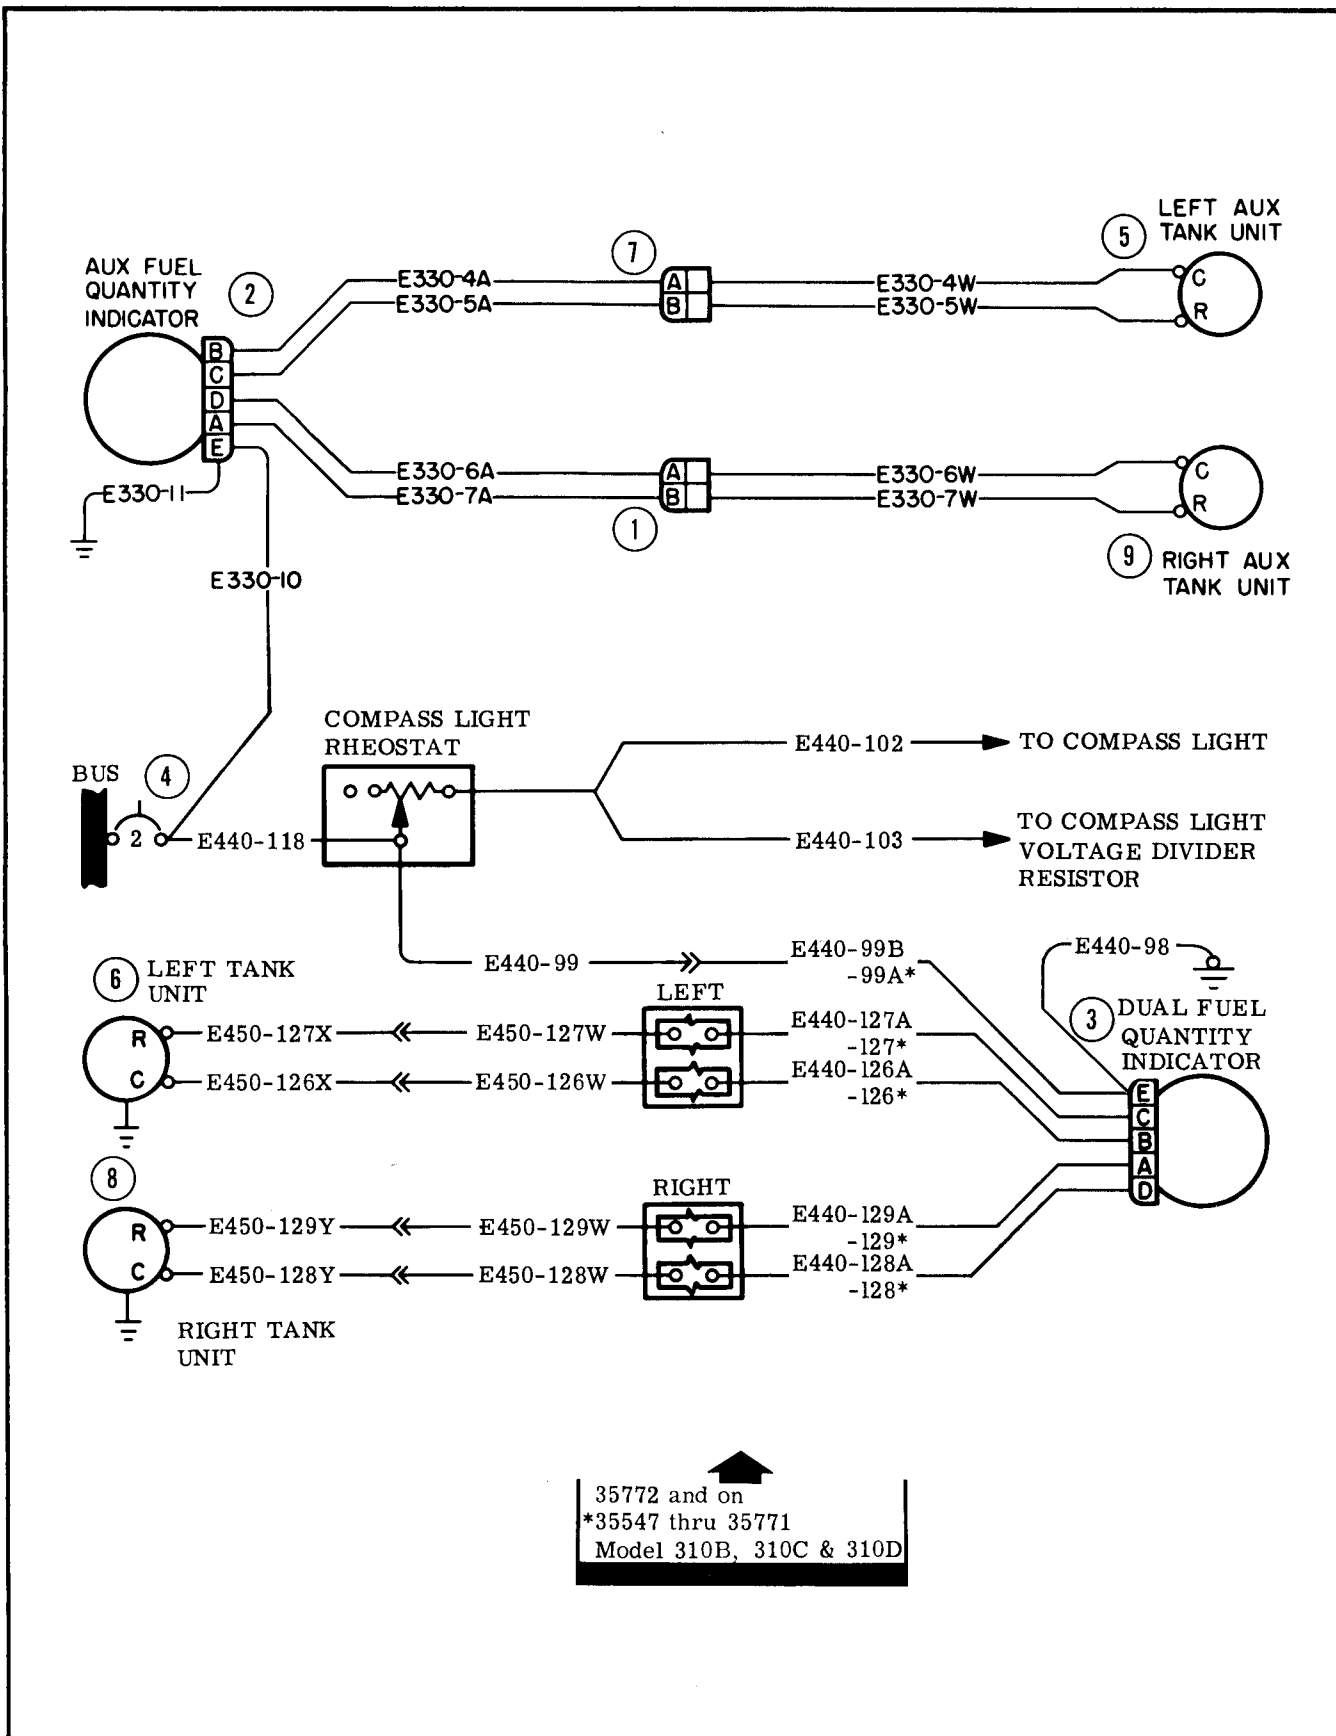 LEFT AUX
TANK UNIT
5
7
AUX FUEL
QUANTITY
INDICATOR
2
E330-4A
A
E330-4W
C
E330-5A
B
E330-5W
R
B
C
D
A
E
E330-6A
A
E330-6W
C
E330-7A
B
E330-7W
R
E330-11
1
9
RIGHT AUX
TANK UNIT
E330-10
COMPASS LIGHT
RHEOSTAT
E440-102
TO COMPASS LIGHT
BUS
4
2
E440-118
E440-103
TO COMPASS LIGHT
VOLTAGE DIVIDER
RESISTOR
6
LEFT TANK
UNIT
E440-99
E440-99B
-99A*
E440-98
LEFT
3
DUAL FUEL
QUANTITY
INDICATOR
R
E450-127X
E450-127W
E440-127A
-127*
C
E450-126X
E450-126W
E440-126A
-126*
E
C
B
A
D
8
RIGHT
R
E450-129Y
E450-129W
E440-129A
-129*
C
E450-128Y
E450-128W
E440-128A
-128*
RIGHT TANK
UNIT
35772 and on
*35547 thru 35771
Model 310B, 310C & 310D